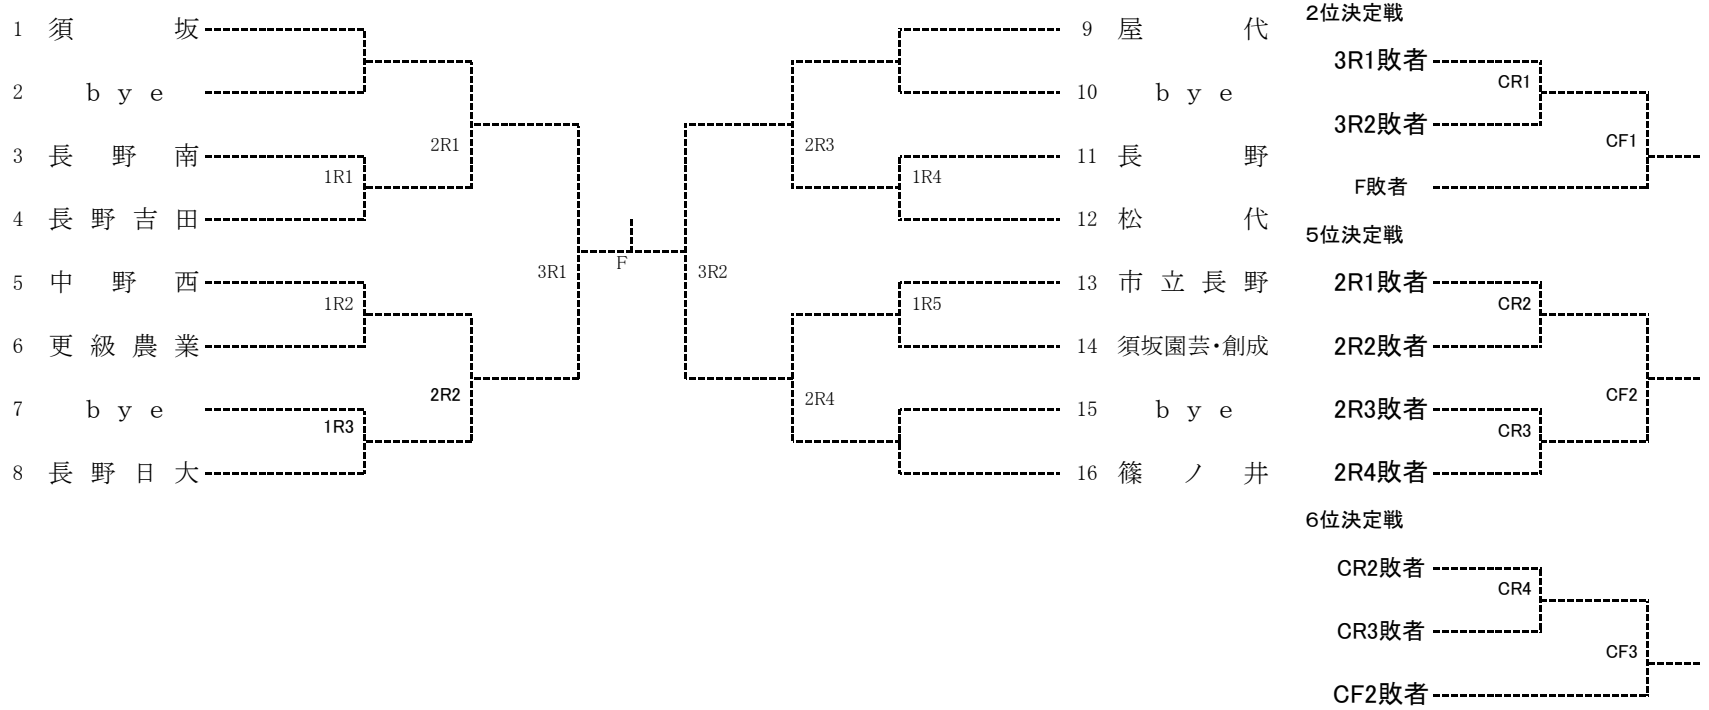 1 須坂
2 bye
3 長野南
4 長野吉田
5 中野西
6 更級農業
7 bye
8 長野日大
1R1
1R2
1R3
2R1
2R2
3R1
F
3R2
2R3
2R4
1R4
1R5
9 屋代
10 bye
11 長野
12 松代
13 市立長野
14 須坂園芸・創成
15 bye
16 篠ノ井
2位決定戦
3R1敗者
CR1
3R2敗者
CF1
F敗者
5位決定戦
2R1敗者
CR2
2R2敗者
CF2
2R3敗者
CR3
2R4敗者
6位決定戦
CR2敗者
CR4
CR3敗者
CF3
CF2敗者